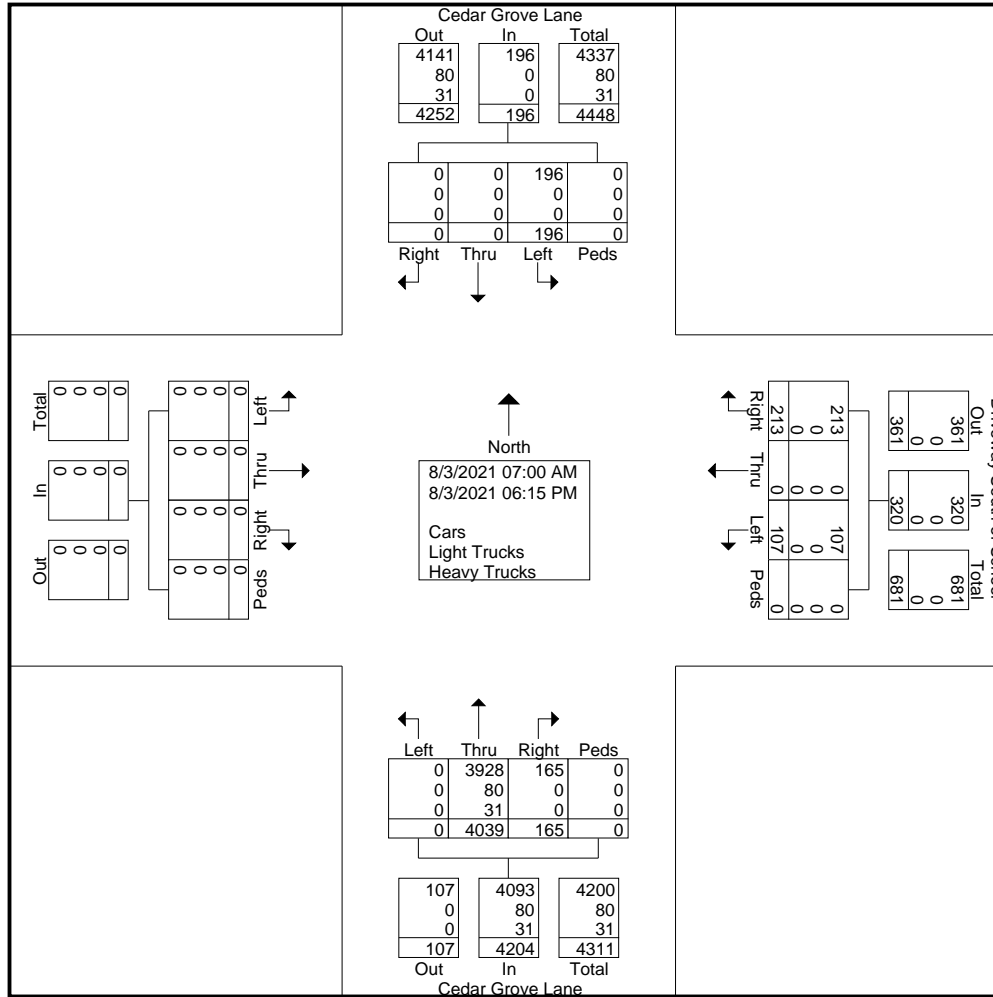 Cedar Grove Lane
Out In Total
4141 196 4337
80 0 80
31 0 31
4252 196 4448
0 0 196 0
0 0 0 0
0 0 0 0
0 0 196 0
Right Thru Left Peds
Total
0 0 0 0
In
0 0 0 0
Out
0 0 0 0
Left
0 0 0 0
Thru
0 0 0 0
Right
0 0 0 0
Peds
0 0 0 0
North
8/3/2021 07:00 AM
8/3/2021 06:15 PM
Cars
Light Trucks
Heavy Trucks
Right Thru Left Peds
213 0 107 0
0 0 0 0
0 0 0 0
213 0 107 0
Out In Total
361 320 681
0 0 0
0 0 0
361 320 681
Left Thru Right Peds
0 3928 165 0
0 80 0 0
0 31 0 0
0 4039 165 0
107 4093 4200
0 80 80
0 31 31
107 4204 4311
Out In Total
Cedar Grove Lane